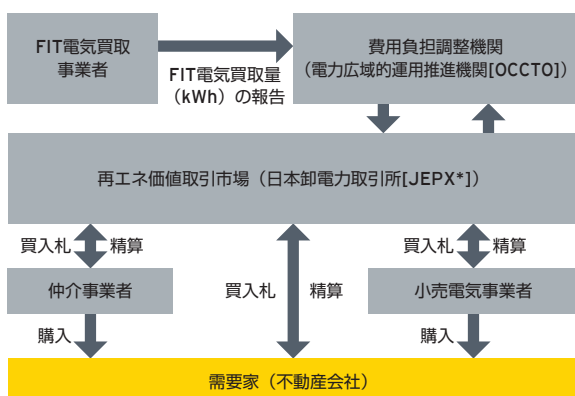 FIT電気買取
事業者
FIT電気買取量
（kWh）の報告
費用負担調整機関
（電力広域的運用推進機関[OCCTO]）
再エネ価値取引市場（日本卸電力取引所[JEPX*]）
買入札 精算
買入札 精算
買入札 精算
仲介事業者
小売電気事業者
購入
購入
需要家（不動産会社）